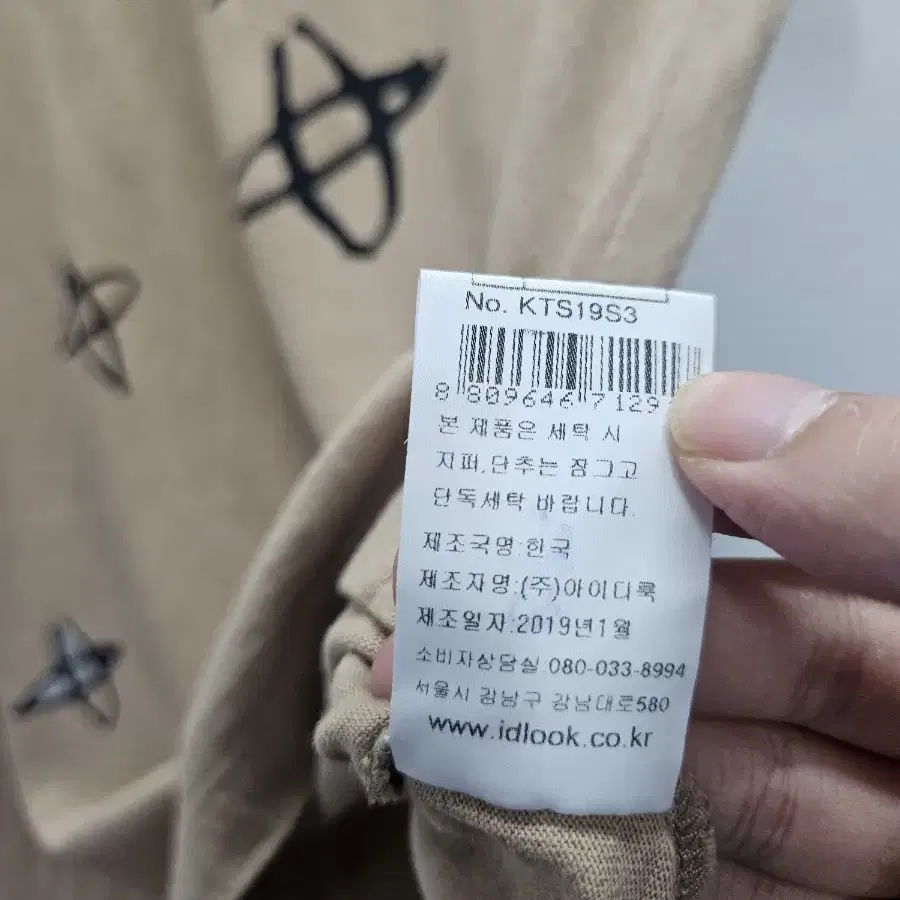 No. KTS19S3
8 809646 7129
본 제품은 세탁 시
지퍼,단추는 잠그고
단독세탁 바랍니다.
제조국명:한국
제조자명:(주)아이디룩
제조일자:2019년1월
소비자상담실 080-033-8994
서울시 강남구 강남대로580
www.idlook.co.kr